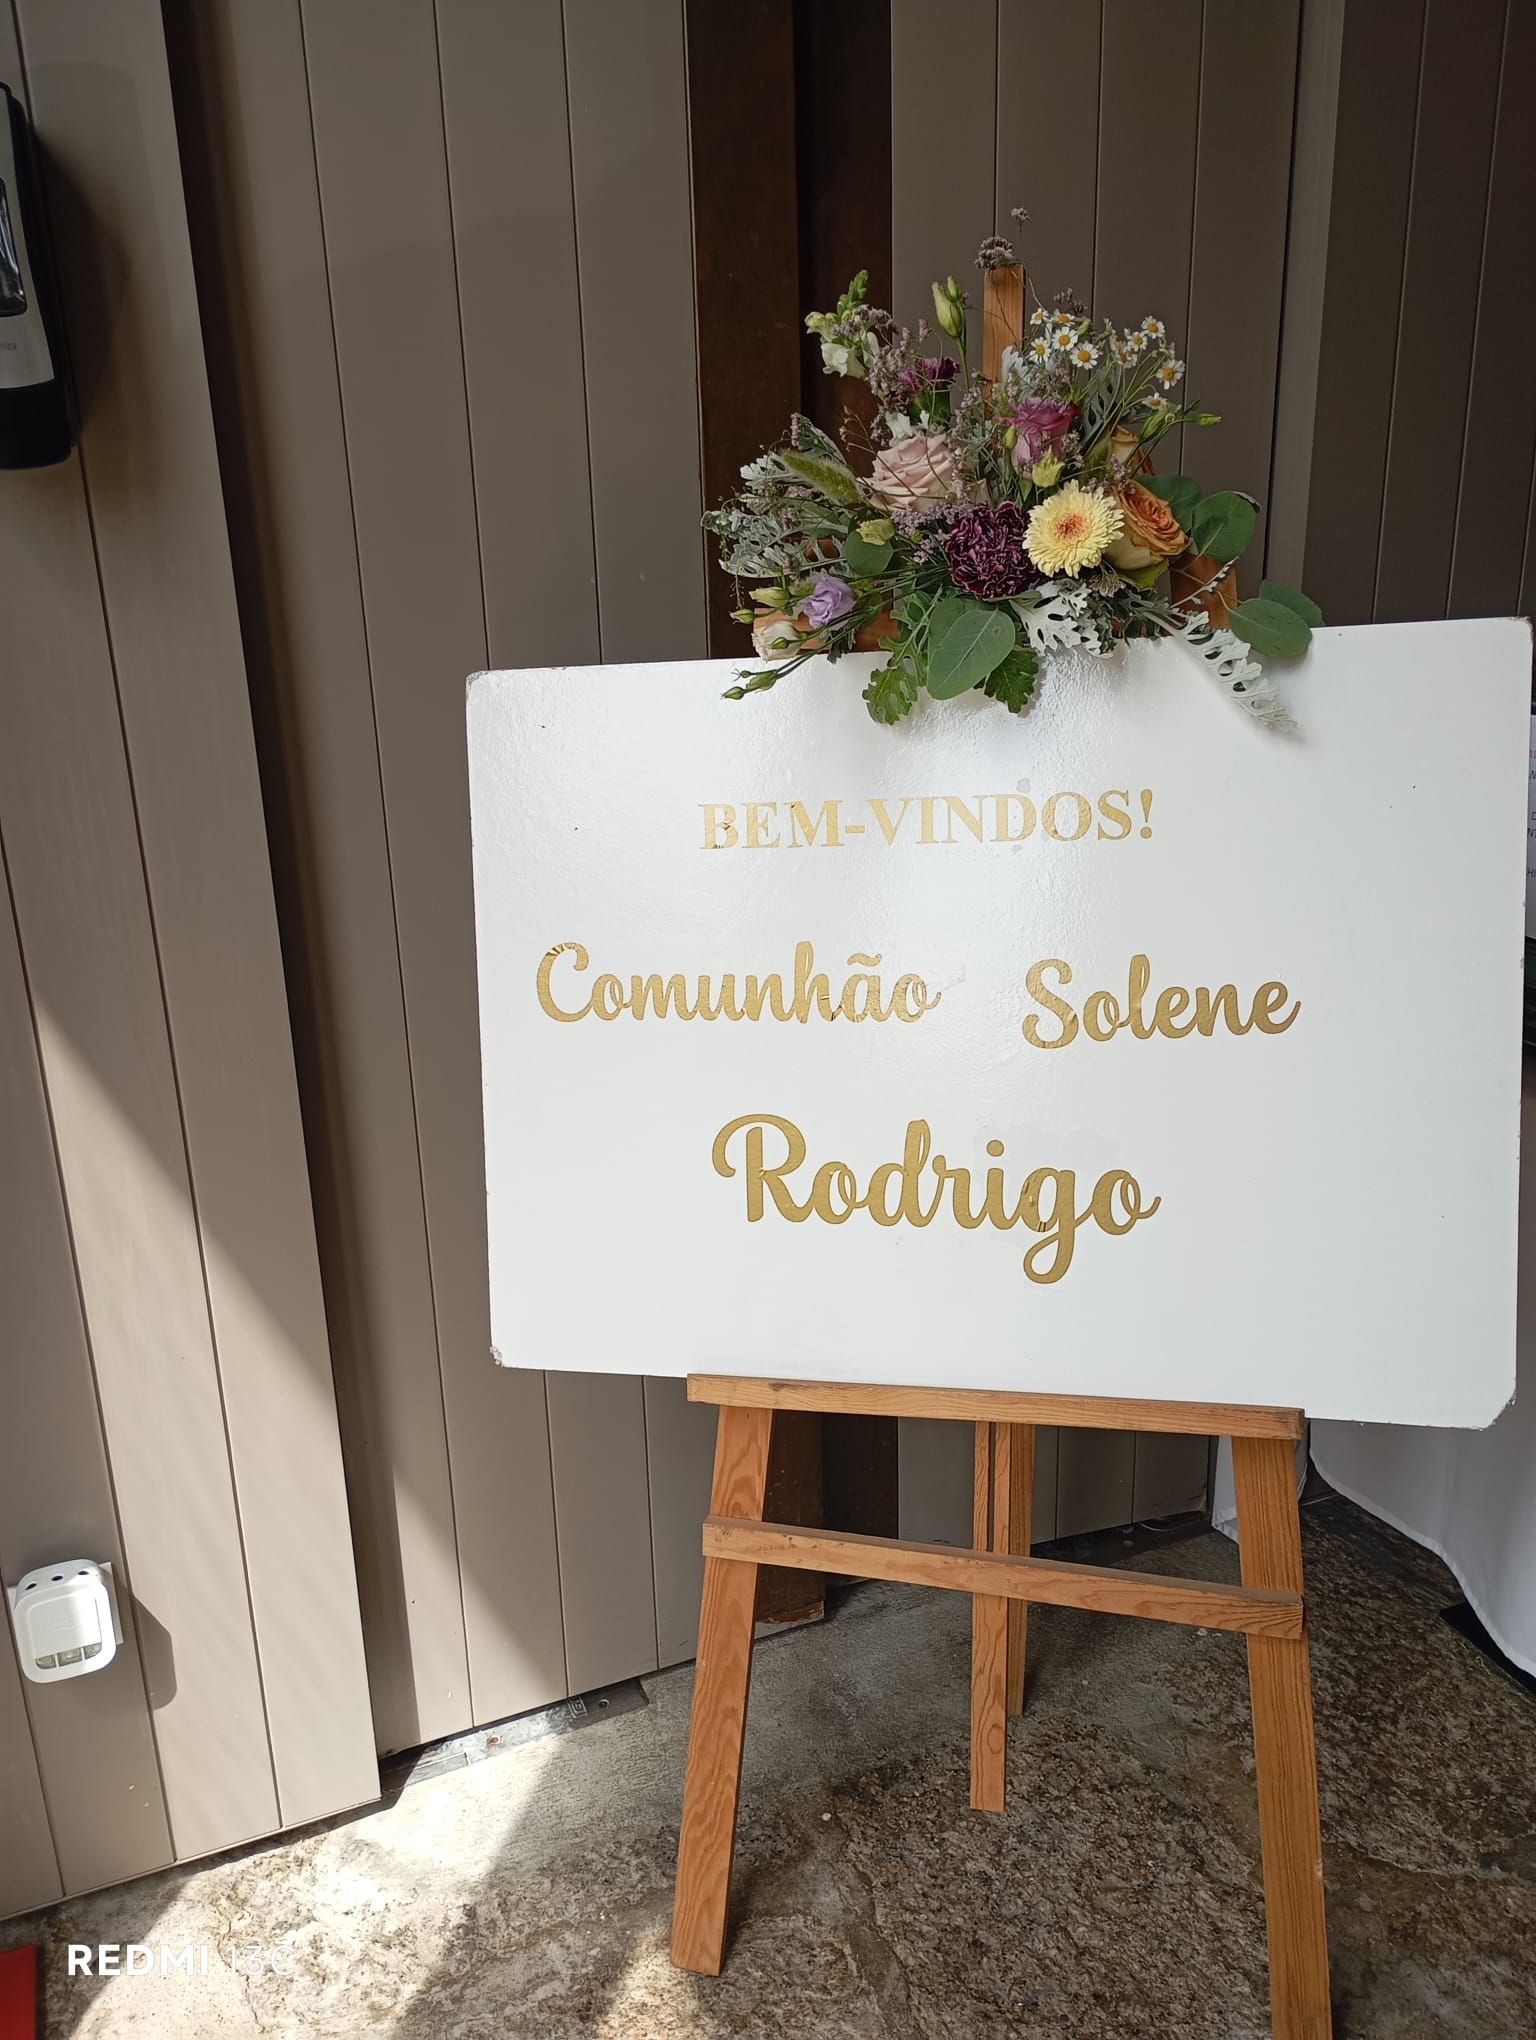 BEM-VINDOS!
Comunhão Solene
Rodrigo
REDMI 13C